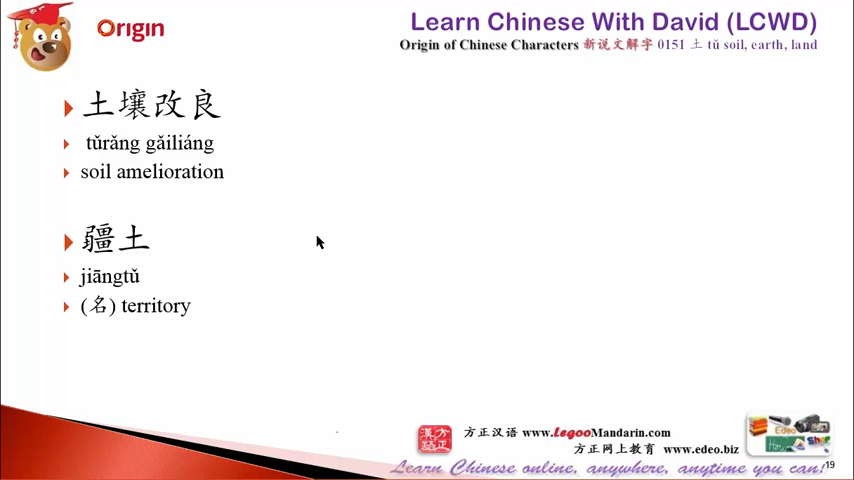 Origin
Learn Chinese With David (LCWD)
Origin of Chinese Characters 新说文解字 0151 土 tǔ soil, earth, land
土壤改良
tǔrǎng gǎiliáng
soil amelioration
疆土
jiāngtǔ
(名) territory
方正汉语 www.LegooMandarin.com
方正网上教育 www.edeo.biz
Learn Chinese online, anywhere, anytime you can!
19